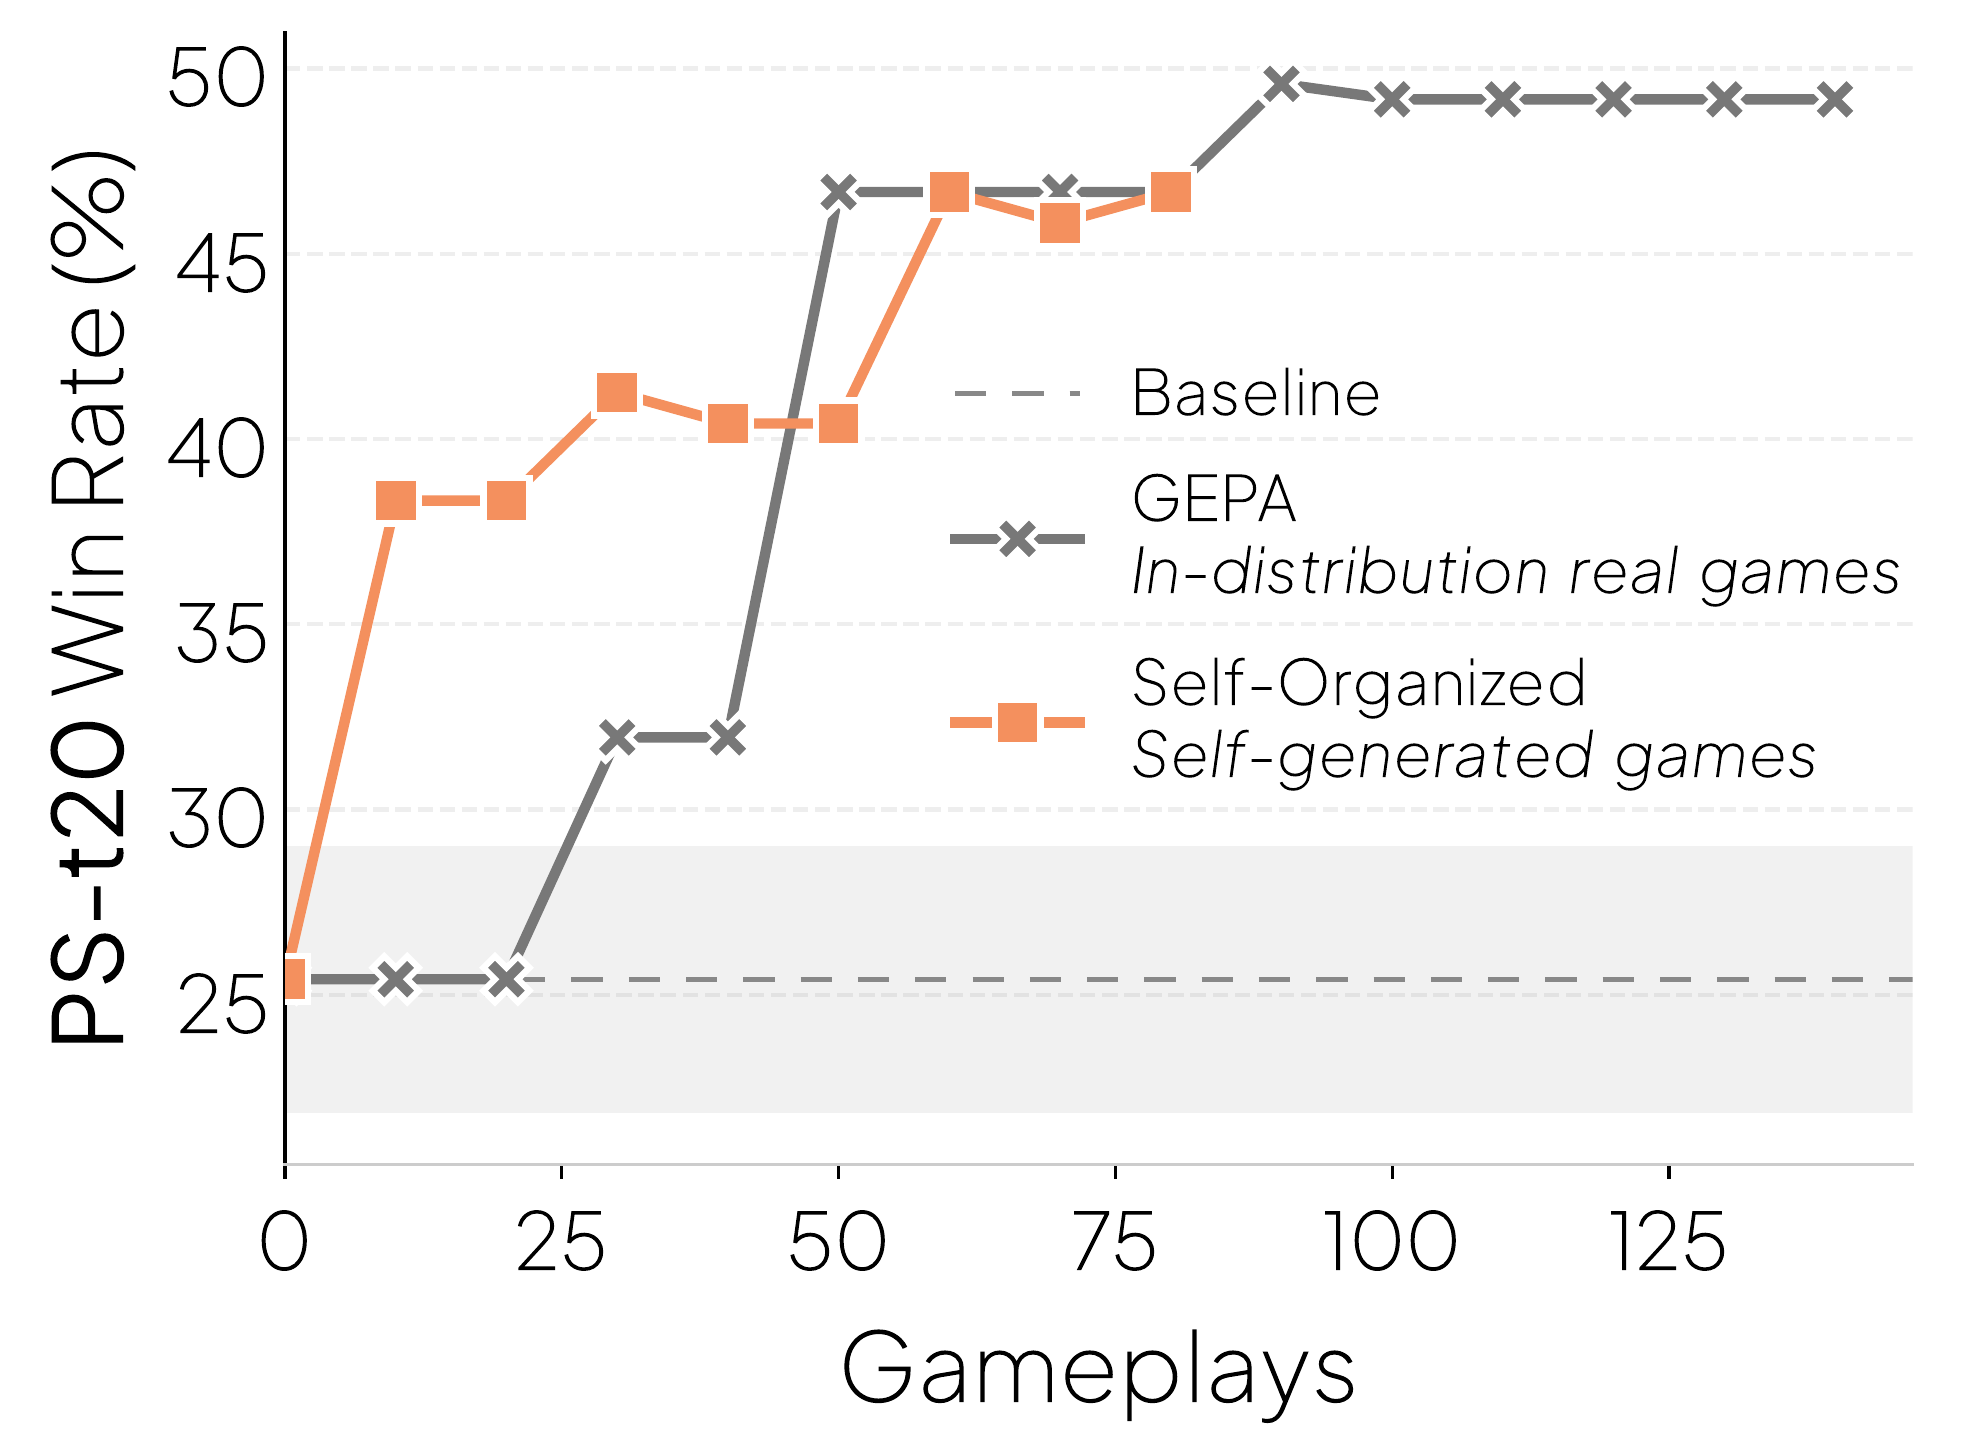 PS-t20 Win Rate (%)
50
45
40
35
30
25
Baseline
GEPA
In-distribution real games
Self-Organized
Self-generated games
0 25 50 75 100 125
Gameplays